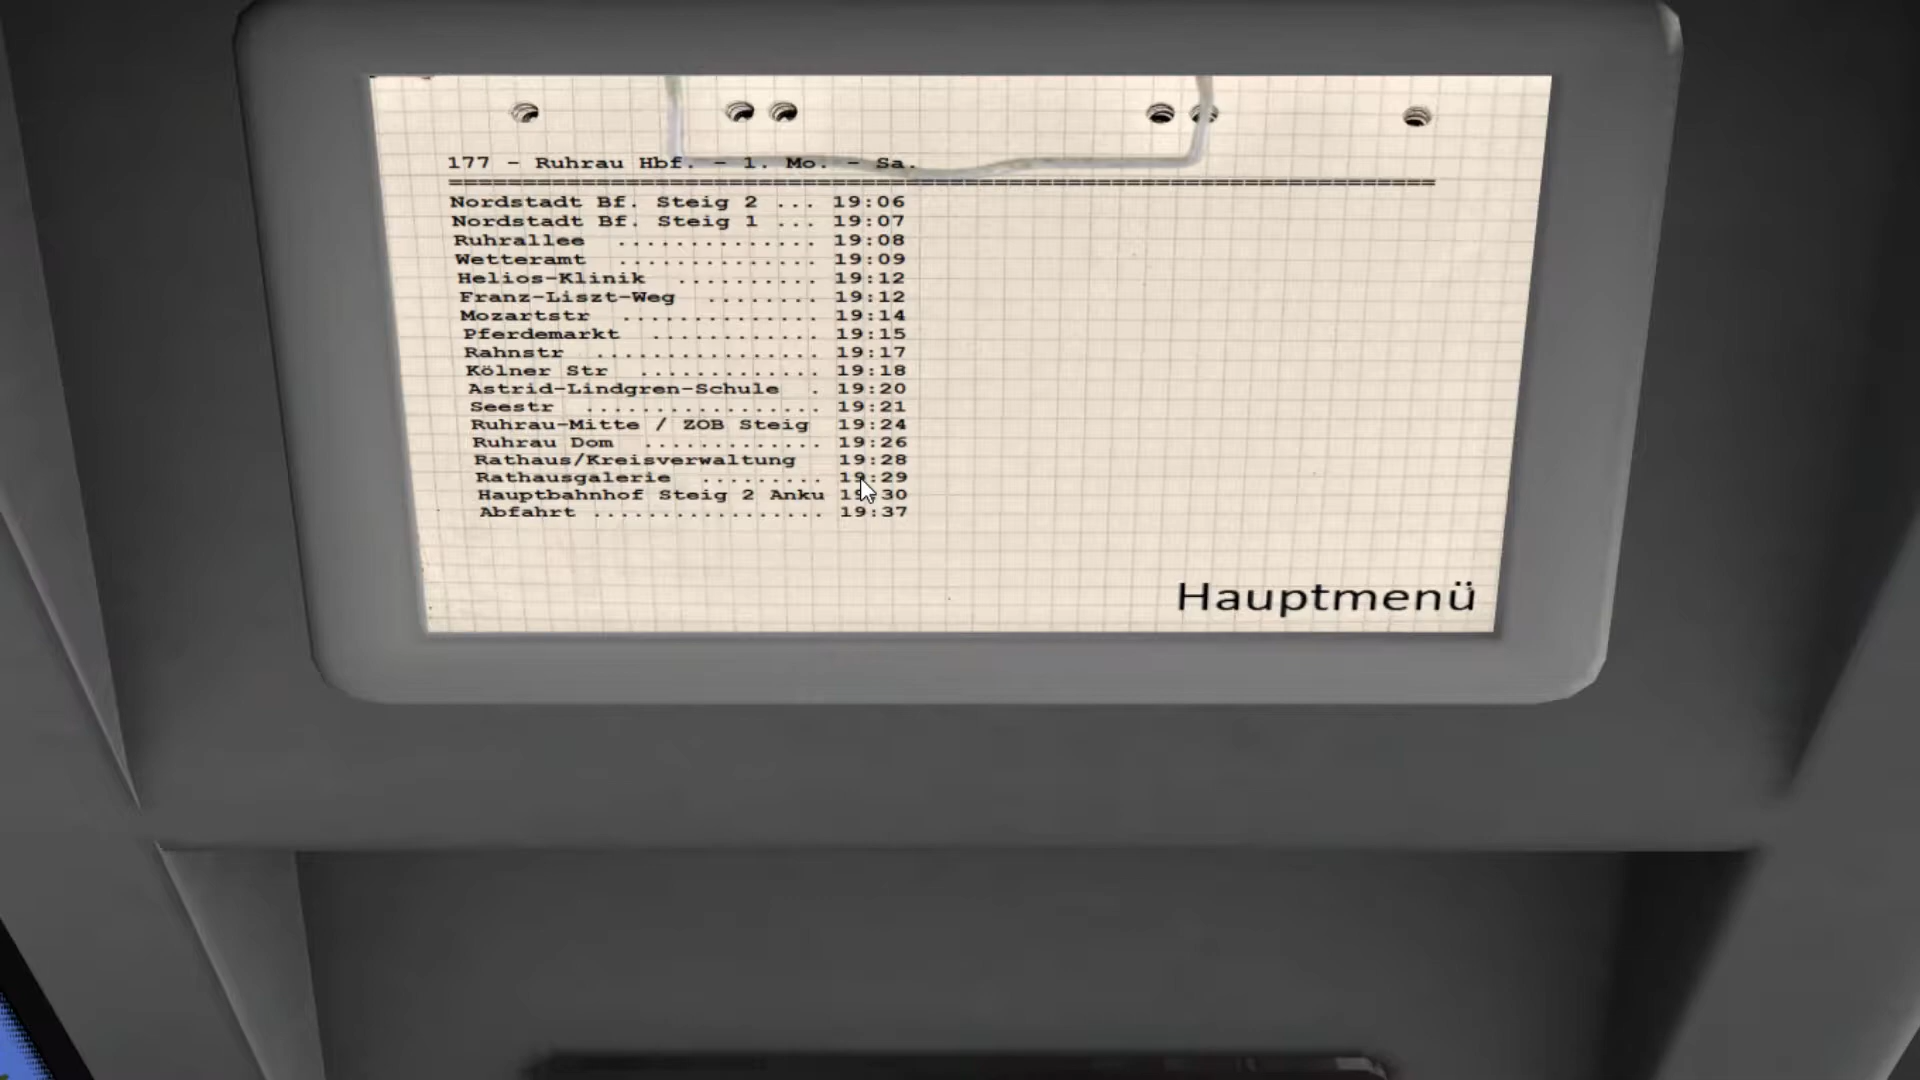 177 - Ruhrau Hbf. - 1. Mo. - Sa.
================================================================
Nordstadt Bf. Steig 2 ... 19:06
Nordstadt Bf. Steig 1 ... 19:07
Ruhrallee .............. 19:08
Wetteramt .............. 19:09
Helios-Klinik .......... 19:12
Franz-Liszt-Weg ........ 19:12
Mozartstr .............. 19:14
Pferdemarkt ............ 19:15
Rahnstr ................ 19:17
Kölner Str ............. 19:18
Astrid-Lindgren-Schule . 19:20
Seestr ................. 19:21
Ruhrau-Mitte / ZOB Steig 19:24
Ruhrau Dom ............. 19:26
Rathaus/Kreisverwaltung 19:28
Rathausgalerie ......... 19:29
Hauptbahnhof Steig 2 Anku 19:30
Abfahrt ................. 19:37
Hauptmenü